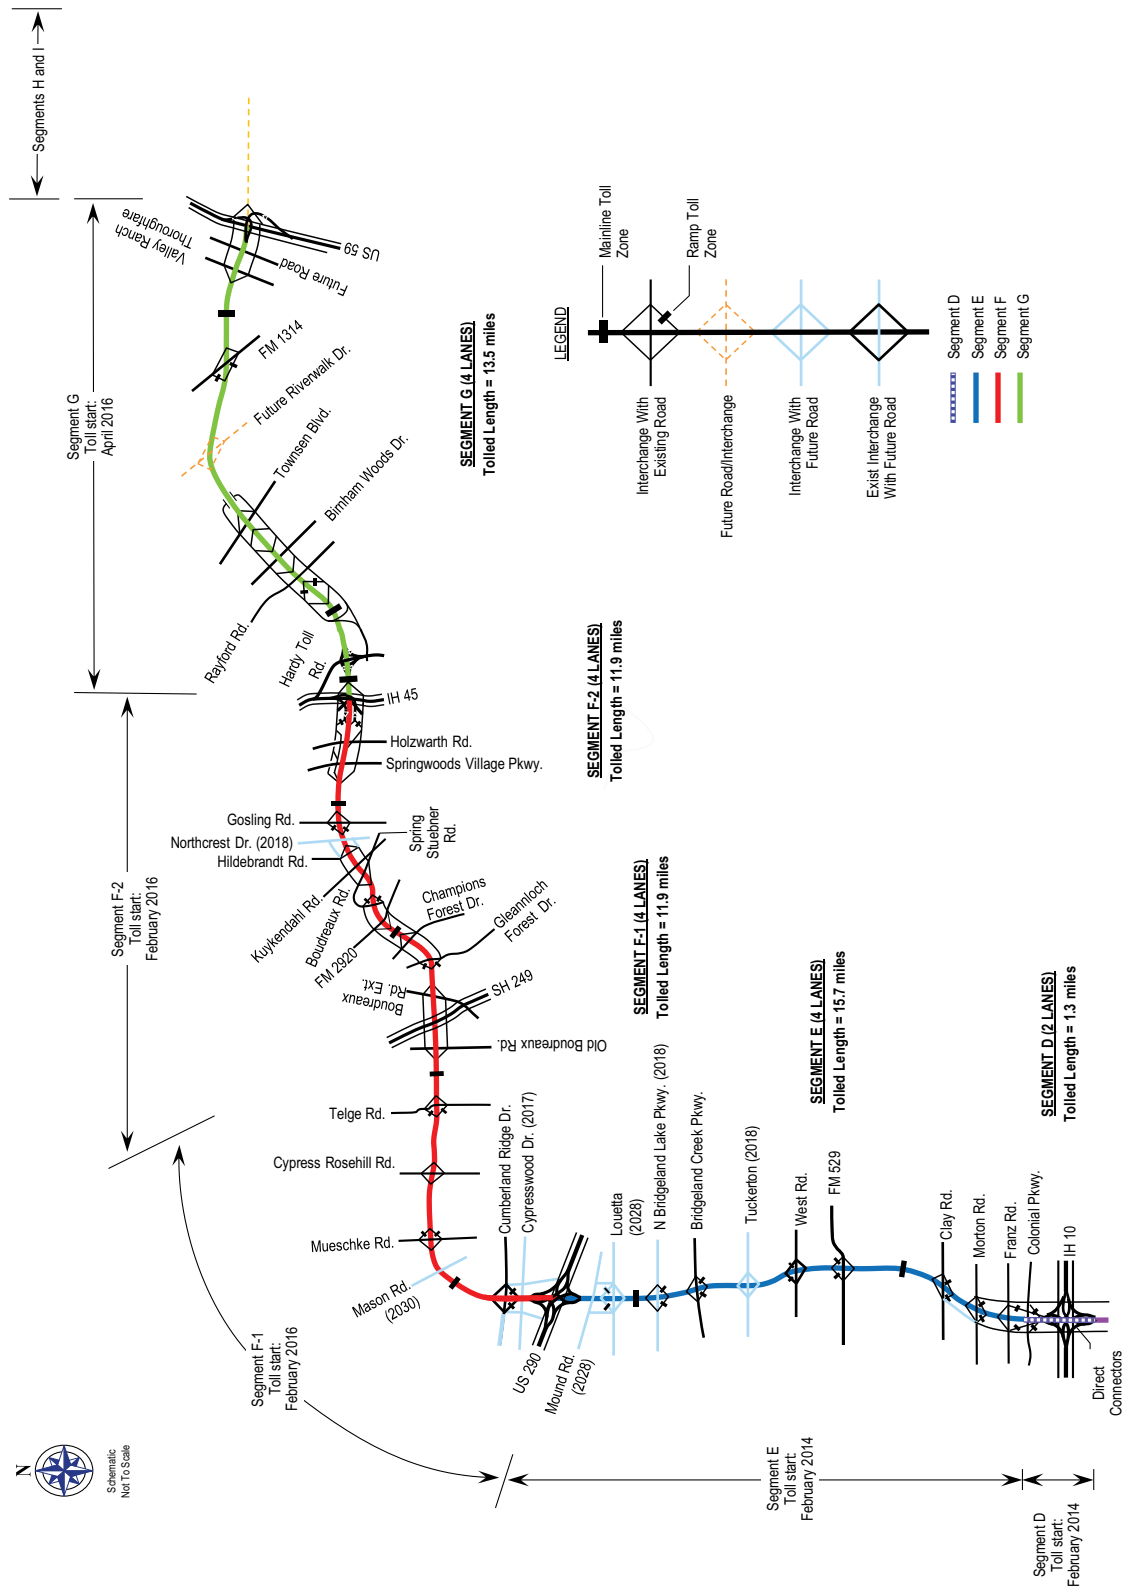 Segments H and I
Segment G
Toll start:
April 2016
Valley Ranch
Thoroughfare
US 59
Future Road
FM 1314
Future Riverwalk Dr.
Townsen Blvd.
Birnham Woods Dr.
Rayford Rd.
Hardy Toll
Rd.
IH 45
SEGMENT G (4 LANES)
Tolled Length = 13.5 miles
LEGEND
Mainline Toll
Zone
Ramp Toll
Zone
Interchange With
Existing Road
Future Road/Interchange
Interchange With
Future Road
Exist Interchange
With Future Road
Segment D
Segment E
Segment F
Segment G
Segment F-2
Toll start:
February 2016
Holzwarth Rd.
Springwoods Village Pkwy.
Gosling Rd.
Northcrest Dr. (2018)
Hildebrandt Rd.
Spring
Stuebner
Rd.
Kuykendahl Rd.
Boudreaux Rd.
FM 2920
Champions
Forest Dr.
Gleannloch
Forest Dr.
Boudreaux
Rd. Ext.
SH 249
Old Boudreaux Rd.
SEGMENT F-2 (4 LANES)
Tolled Length = 11.9 miles
SEGMENT F-1 (4 LANES)
Tolled Length = 11.9 miles
Telge Rd.
Cypress Rosehill Rd.
Mueschke Rd.
Mason Rd.
(2030)
Segment F-1
Toll start:
February 2016
Cumberland Ridge Dr.
Cypresswood Dr. (2017)
US 290
Mound Rd.
(2028)
Louetta
(2028)
N Bridgeland Lake Pkwy. (2018)
Bridgeland Creek Pkwy.
Tuckerton (2018)
West Rd.
FM 529
SEGMENT E (4 LANES)
Tolled Length = 15.7 miles
Clay Rd.
Morton Rd.
Franz Rd.
Colonial Pkwy.
IH 10
Direct
Connectors
SEGMENT D (2 LANES)
Tolled Length = 1.3 miles
Segment E
Toll start:
February 2014
Segment D
Toll start:
February 2014
N
Schematic
Not To Scale